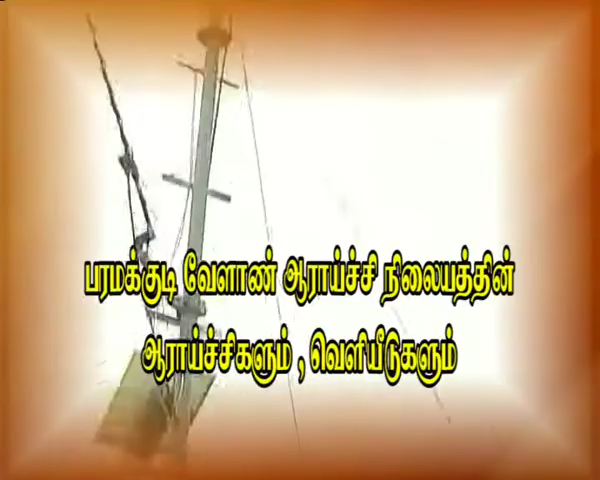 பரமக்குடி வேளாண் ஆராய்ச்சி நிலையத்தின்
ஆராய்ச்சிகளும் , வெளியீடுகளும்